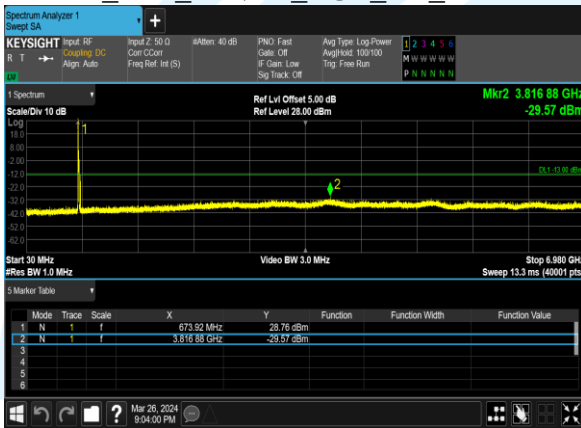 Spectrum Analyzer 1
Swept SA
+
KEYSIGHT Input: RF Input Z: 50 Ω #Atten: 40 dB PNO: Fast Avg Type: Log-Power 1 2 3 4 5 6
R T Coupling: DC Corr CCorr Gate: Off Avg|Hold: 100/100 M W W W W W
Align: Auto Freq Ref: Int (S) IF Gain: Low Trig: Free Run
LV Sig Track: Off P N N N N N
1 Spectrum Ref Lvl Offset 5.00 dB Mkr2 3.816 88 GHz
Scale/Div 10 dB Ref Level 28.00 dBm -29.57 dBm
Log
18.0
8.00
-2.00
-12.0
-22.0
-32.0
-42.0
-52.0
-62.0
1
DL1 -13.00 dBm
2
Start 30 MHz Video BW 3.0 MHz Stop 6.980 GHz
#Res BW 1.0 MHz Sweep 13.3 ms (40001 pts)
5 Marker Table
Mode Trace Scale X Y Function Function Width Function Value
1 N 1 f 673.92 MHz 28.76 dBm
2 N 1 f 3.816 88 GHz -29.57 dBm
3
4
5
6
? Mar 26, 2024
9:04:00 PM